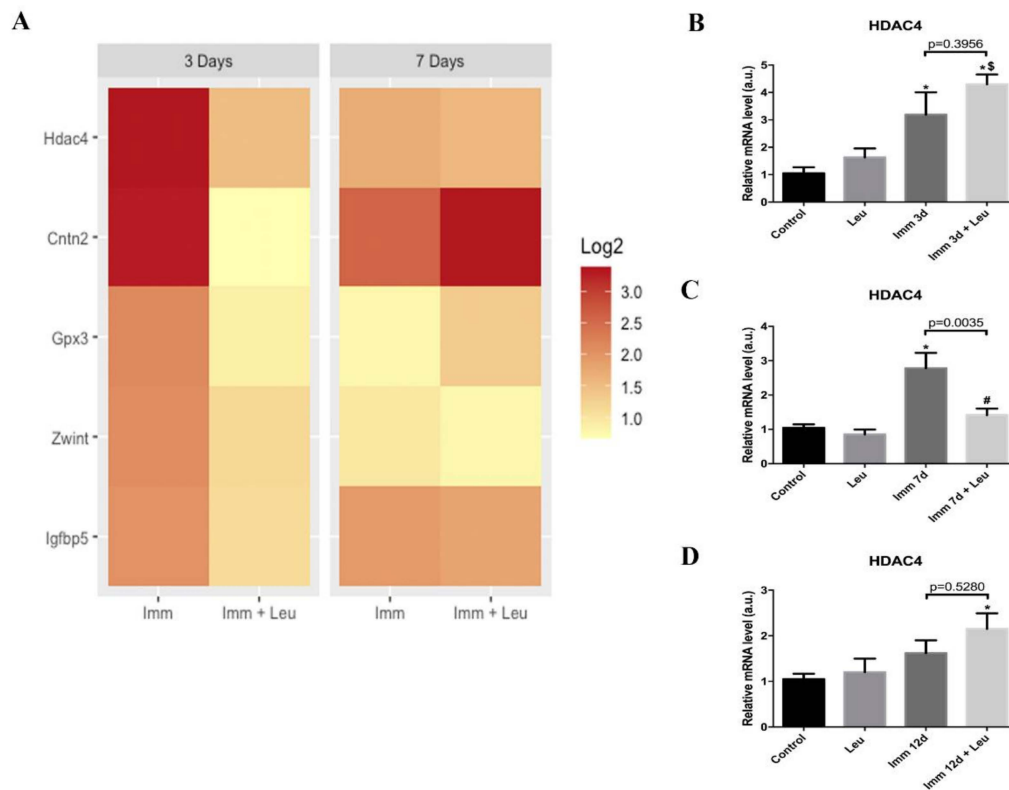 A
3 Days
7 Days
Hdac4
Cntn2
Gpx3
Zwint
Igfbp5
Imm
Imm + Leu
Imm
Imm + Leu
Log2
3.0
2.5
2.0
1.5
1.0
B
HDAC4
p=0.3956
* $
*
Relative mRNA level (a.u.)
5
4
3
2
1
0
Control
Leu
Imm 3d
Imm 3d + Leu
C
HDAC4
p=0.0035
*
#
Relative mRNA level (a.u.)
4
3
2
1
0
Control
Leu
Imm 7d
Imm 7d + Leu
D
HDAC4
p=0.5280
*
Relative mRNA level (a.u.)
3
2
1
0
Control
Leu
Imm 12d
Imm 12d + Leu